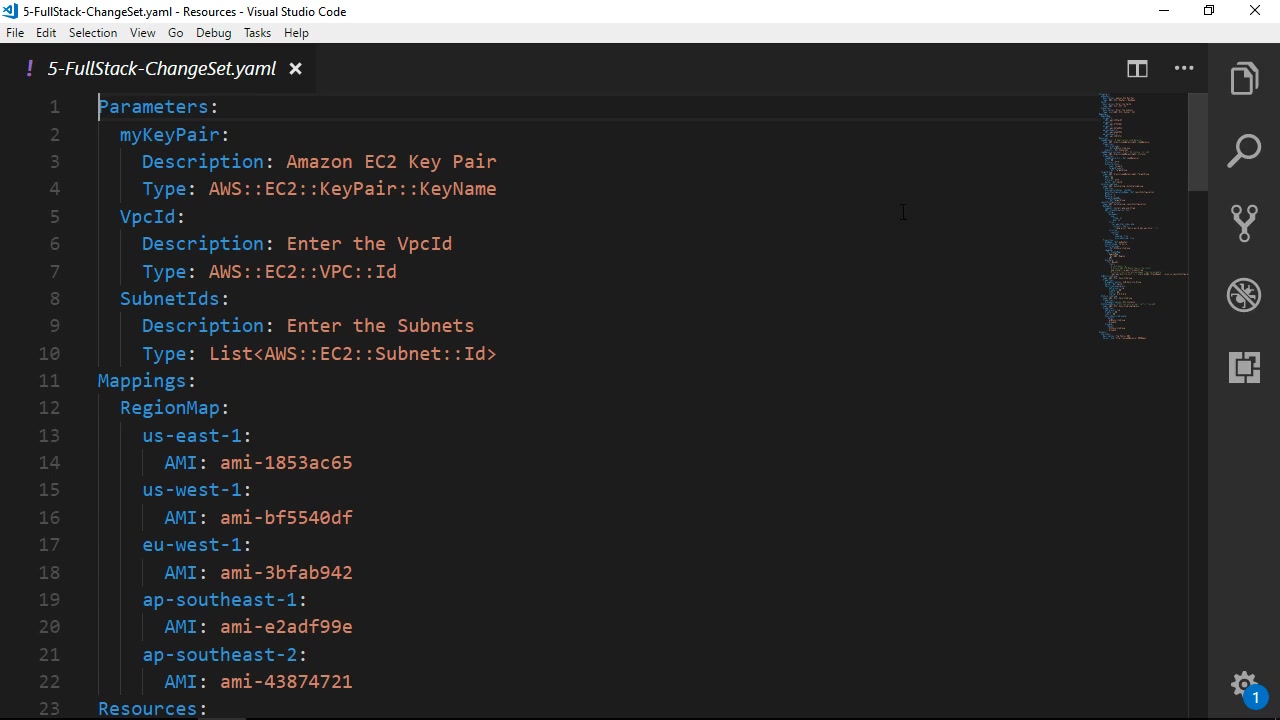 5-FullStack-ChangeSet.yaml - Resources - Visual Studio Code
File Edit Selection View Go Debug Tasks Help
! 5-FullStack-ChangeSet.yaml
1 Parameters:
2 myKeyPair:
3 Description: Amazon EC2 Key Pair
4 Type: AWS::EC2::KeyPair::KeyName
5 VpcId:
6 Description: Enter the VpcId
7 Type: AWS::EC2::VPC::Id
8 SubnetIds:
9 Description: Enter the Subnets
10 Type: List<AWS::EC2::Subnet::Id>
11 Mappings:
12 RegionMap:
13 us-east-1:
14 AMI: ami-1853ac65
15 us-west-1:
16 AMI: ami-bf5540df
17 eu-west-1:
18 AMI: ami-3bfab942
19 ap-southeast-1:
20 AMI: ami-e2adf99e
21 ap-southeast-2:
22 AMI: ami-43874721
23 Resources:
1